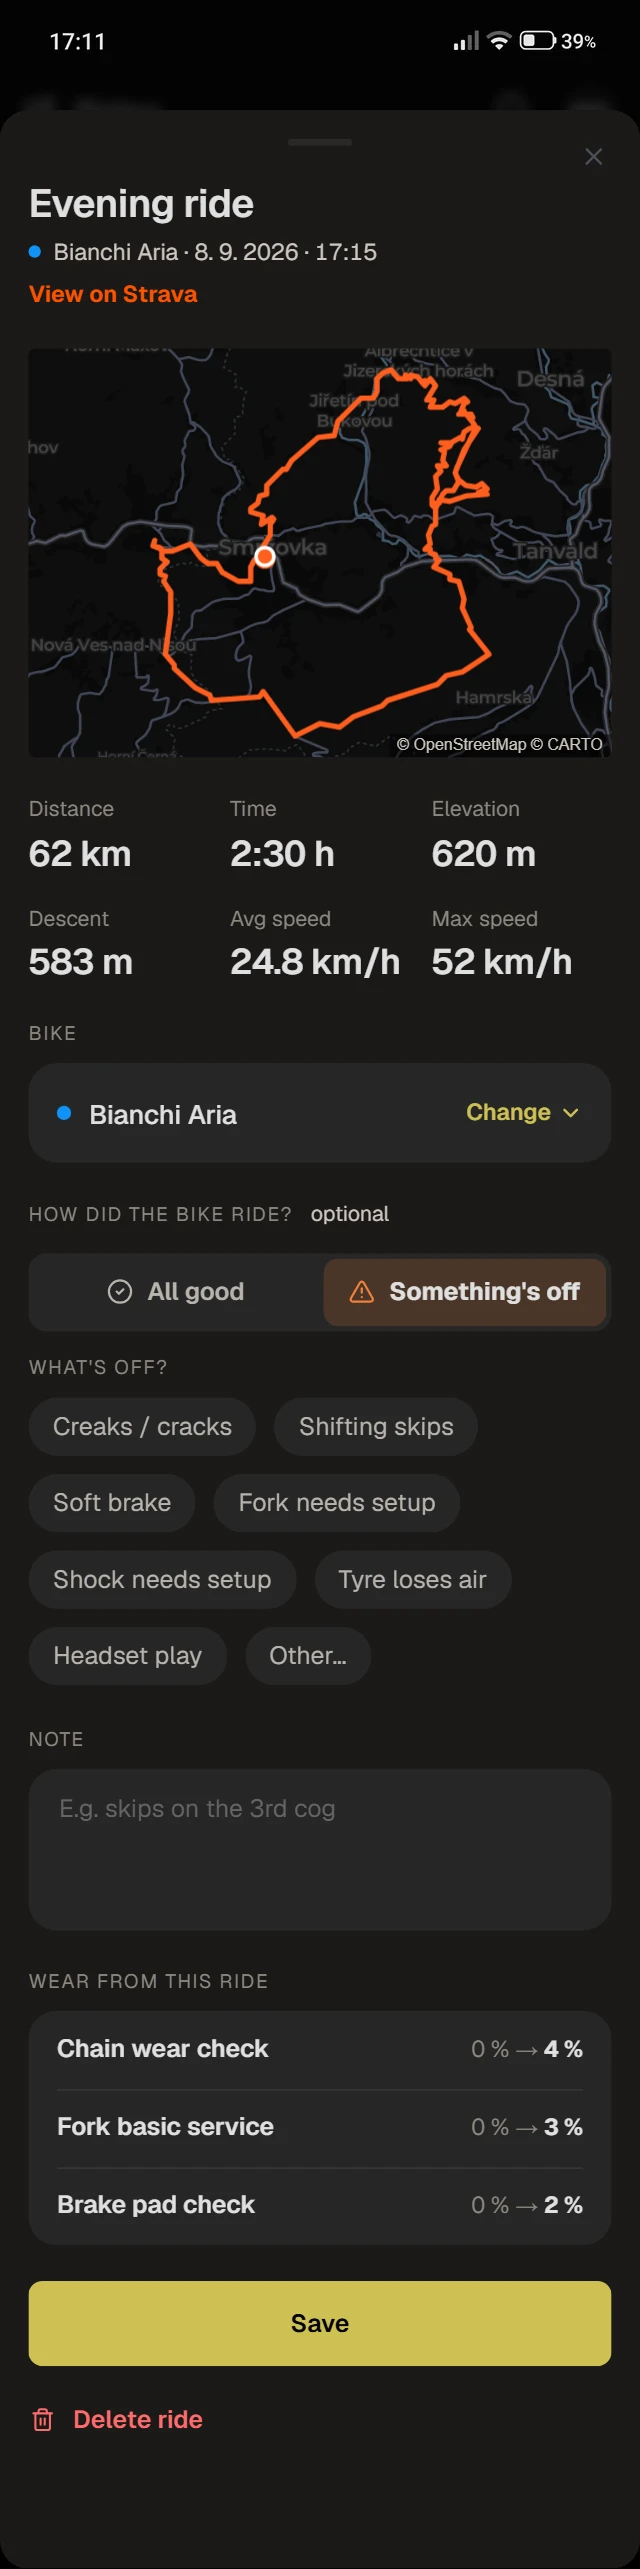 17:11
39%
Evening ride
Bianchi Aria · 8. 9. 2026 · 17:15
View on Strava
Albrechtice v
Jizerských horách
Desná
Jiřetín pod
Bukovou
hov
Žďár
Smržovka
Tanvald
Nová Ves nad Nisou
Hamrská
Horní Černá
© OpenStreetMap © CARTO
Distance
Time
Elevation
62 km
2:30 h
620 m
Descent
Avg speed
Max speed
583 m
24.8 km/h
52 km/h
BIKE
Bianchi Aria
Change
HOW DID THE BIKE RIDE? optional
All good
Something's off
WHAT'S OFF?
Creaks / cracks
Shifting skips
Soft brake
Fork needs setup
Shock needs setup
Tyre loses air
Headset play
Other...
NOTE
E.g. skips on the 3rd cog
WEAR FROM THIS RIDE
Chain wear check
0 % → 4 %
Fork basic service
0 % → 3 %
Brake pad check
0 % → 2 %
Save
Delete ride